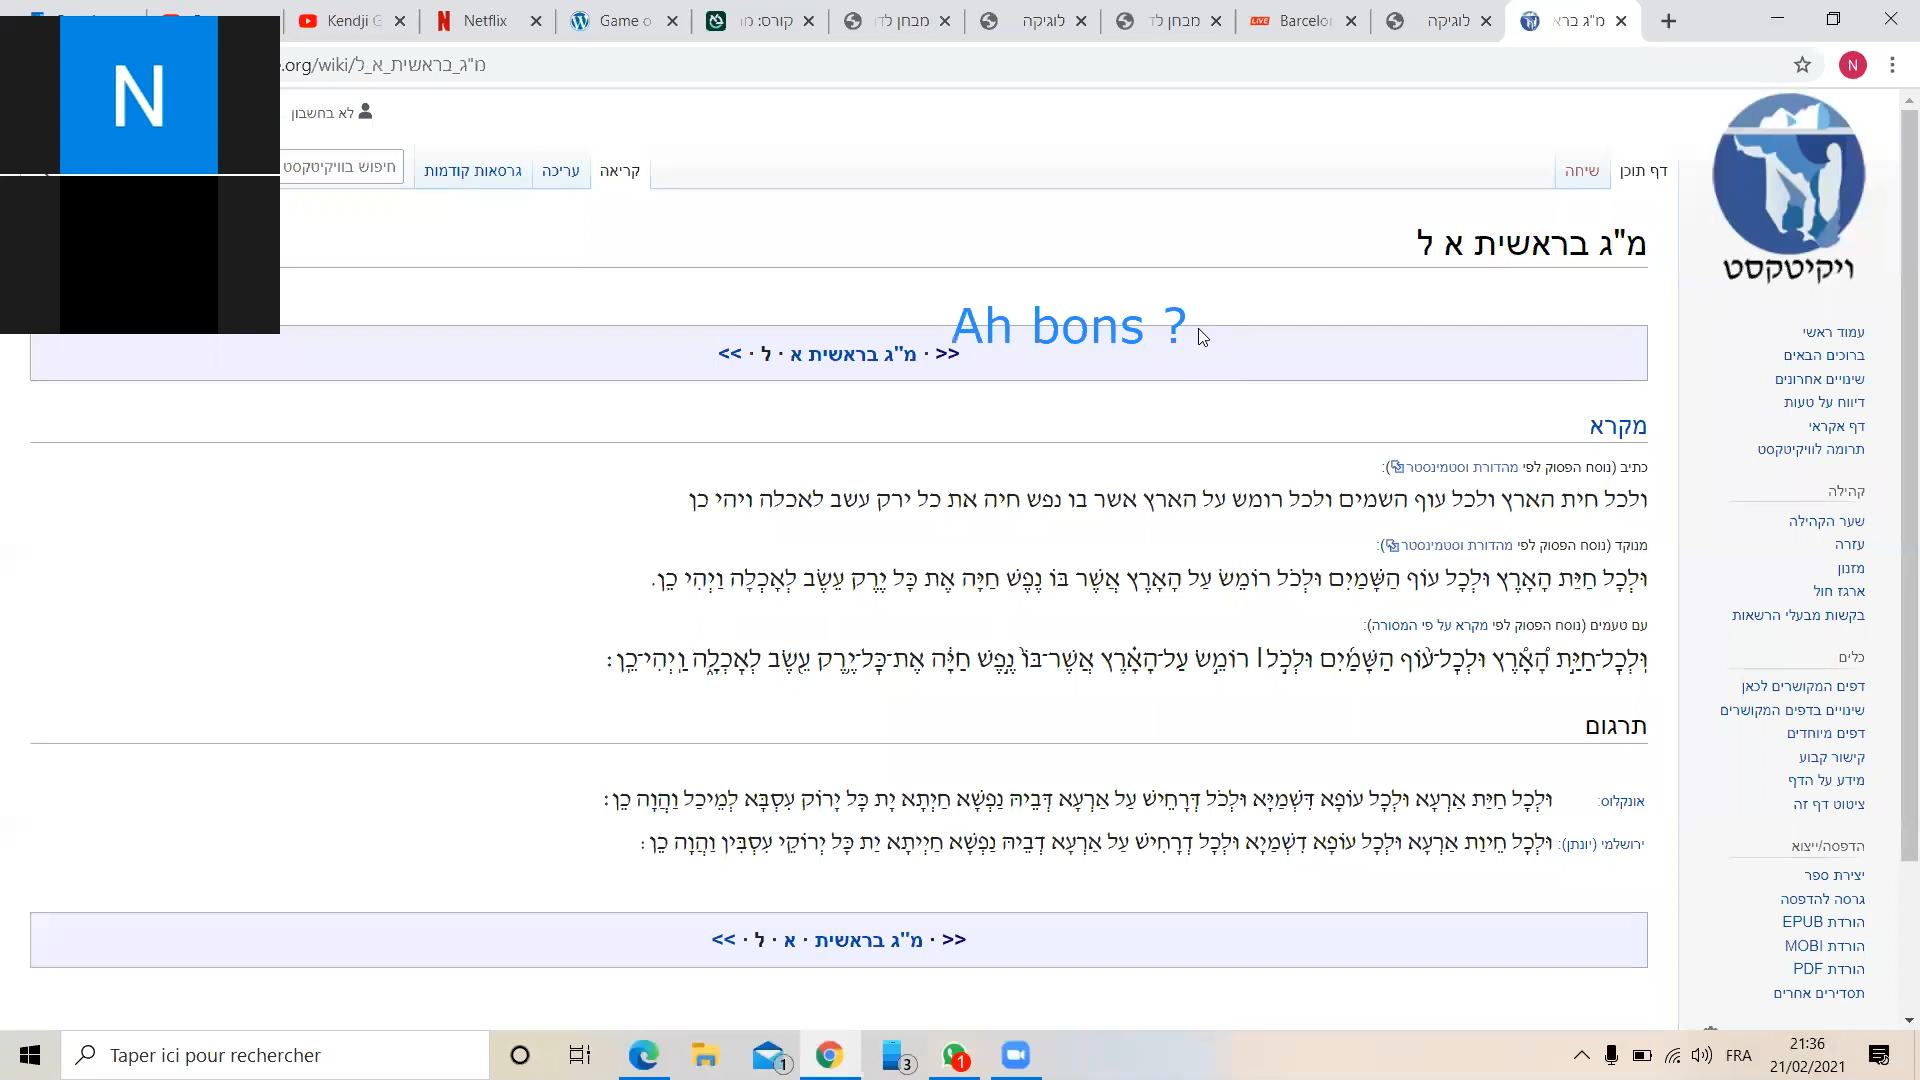 Kendji G
Netflix
Game o
קורס: מו
מבחן לדו
לוגיקה
מבחן לד
LIVE Barcelo
לוגיקה
מ"ג ברא
.org/wiki/מ"ג_בראשית_א_ל
N
N
לא בחשבון
דף תוכן
שיחה
קריאה
עריכה
גרסאות קודמות
חיפוש בוויקיטקסט
ויקיטקסט
מ"ג בראשית א ל
Ah bons ?
<< · מ"ג בראשית א · ל · >>
מקרא
כתיב (נוסח הפסוק לפי מהדורת וסטמינסטר):
ולכל חית הארץ ולכל עוף השמים ולכל רומש על הארץ אשר בו נפש חיה את כל ירק עשב לאכלה ויהי כן
מנוקד (נוסח הפסוק לפי מהדורת וסטמינסטר):
וּלְכָל חַיַּת הָאָרֶץ וּלְכָל עוֹף הַשָּׁמַיִם וּלְכֹל רוֹמֵשׂ עַל הָאָרֶץ אֲשֶׁר בּוֹ נֶפֶשׁ חַיָּה אֶת כָּל יֶרֶק עֵשֶׂב לְאָכְלָה וַיְהִי כֵן.
עם טעמים (נוסח הפסוק לפי מקרא על פי המסורה):
וּֽלְכׇל־חַיַּ֣ת הָ֠אָ֠רֶץ וּלְכׇל־ע֨וֹף הַשָּׁמַ֜יִם וּלְכֹ֣ל ׀ רוֹמֵ֣שׂ עַל־הָאָ֗רֶץ אֲשֶׁר־בּוֹ֙ נֶ֣פֶשׁ חַיָּ֔ה אֶת־כׇּל־יֶ֥רֶק עֵ֖שֶׂב לְאׇכְלָ֑ה וַֽיְהִי־כֵֽן׃
תרגום
אונקלוס: וּלְכָל חַיַּת אַרְעָא וּלְכָל עוֹפָא דִּשְׁמַיָּא וּלְכֹל דְּרָחֵישׁ עַל אַרְעָא דְּבֵיהּ נַפְשָׁא חַיְתָא יָת כָּל יָרוֹק עִסְבָּא לְמֵיכַל וַהֲוָה כֵן׃
ירושלמי (יונתן): וּלְכָל חֵיוַת אַרְעָא וּלְכָל עוֹפָא דִשְׁמַיָא וּלְכָל דְרָחִישׁ עַל אַרְעָא דְבֵיהּ נַפְשָׁא חַיְיתָא יַת כָּל יְרוֹקֵי עִסְבִּין וַהֲוָה כֵן׃
<< · מ"ג בראשית · א · ל · >>
עמוד ראשי
ברוכים הבאים
שינויים אחרונים
דיווח על טעות
דף אקראי
תרומה לוויקיטקסט
קהילה
שער הקהילה
עזרה
מזנון
ארגז חול
בקשות מבעלי הרשאות
כלים
דפים המקושרים לכאן
שינויים בדפים המקושרים
דפים מיוחדים
קישור קבוע
מידע על הדף
ציטוט דף זה
הדפסה/ייצוא
יצירת ספר
גרסה להדפסה
הורדת EPUB
הורדת MOBI
הורדת PDF
תסדירים אחרים
Taper ici pour rechercher
1
3
1
FRA
21:36
21/02/2021